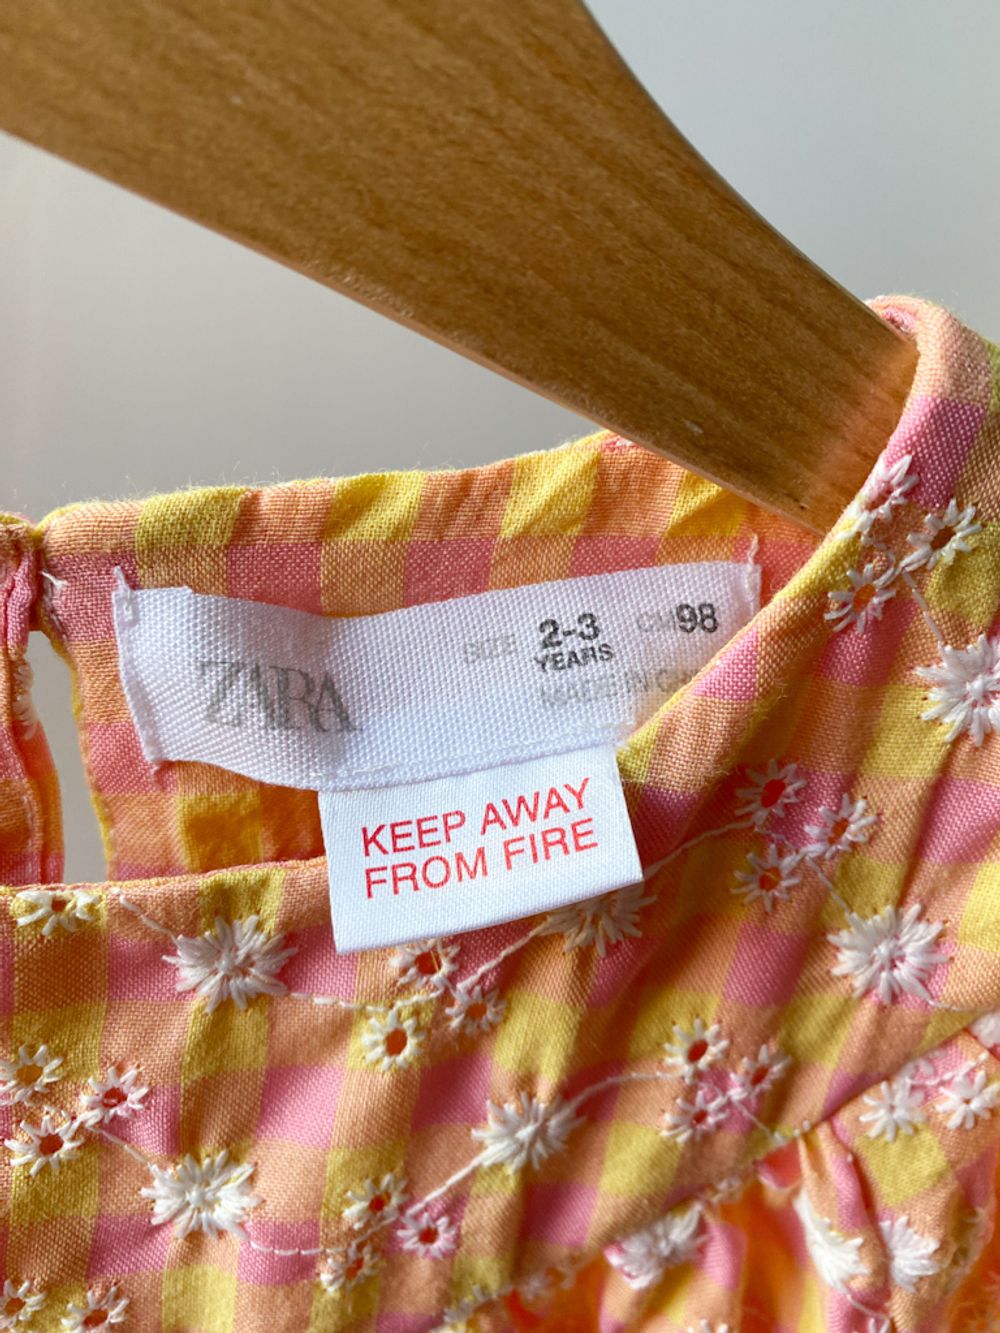 ZARA
SIZE 2-3 CM 98
YEARS
MADE IN
KEEP AWAY
FROM FIRE